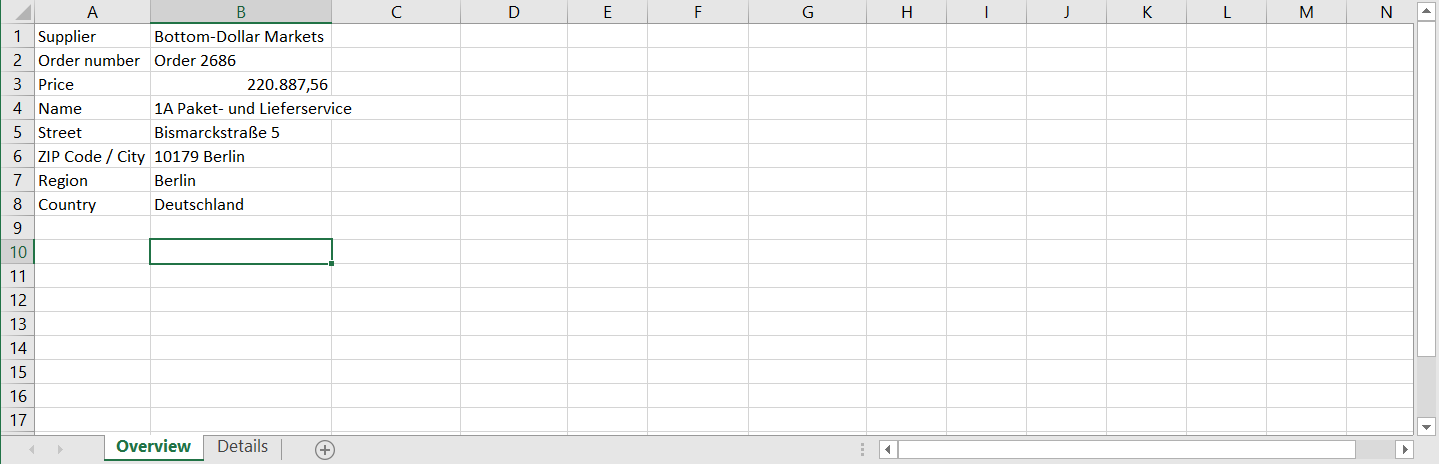 A B C D E F G H I J K L M N
1 Supplier Bottom-Dollar Markets
2 Order number Order 2686
3 Price 220.887,56
4 Name 1A Paket- und Lieferservice
5 Street Bismarckstraße 5
6 ZIP Code / City 10179 Berlin
7 Region Berlin
8 Country Deutschland
9
10
11
12
13
14
15
16
17
Overview Details